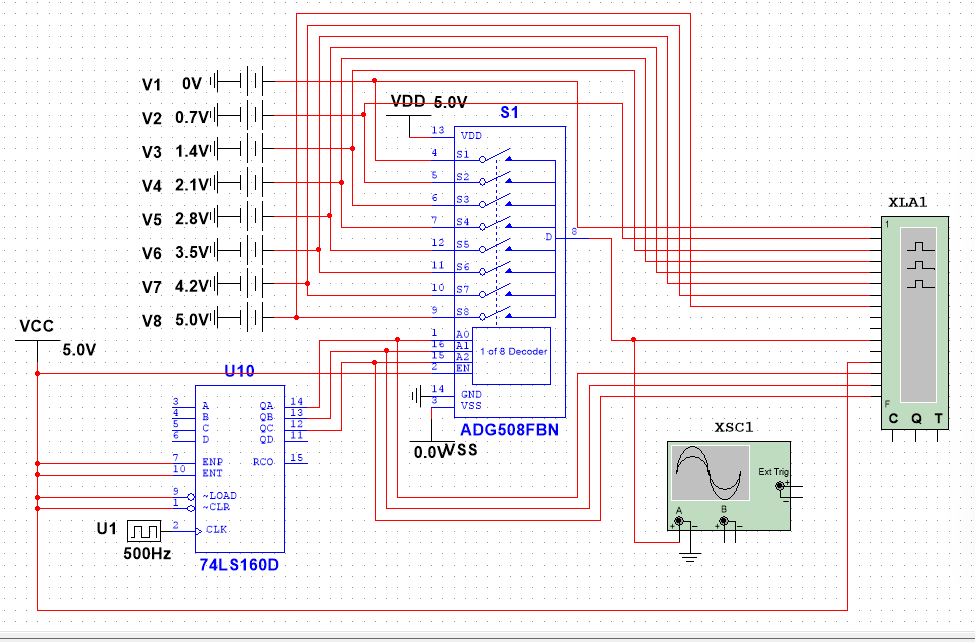 V1 0V
V2 0.7V
V3 1.4V
V4 2.1V
V5 2.8V
V6 3.5V
V7 4.2V
V8 5.0V
VDD 5.0V
S1
13 VDD
4 S1
5 S2
6 S3
7 S4
12 S5
11 S6
10 S7
9 S8
D 8
1 A0
16 A1
15 A2
2 EN
1 of 8 Decoder
14 GND
3 VSS
ADG508FBN
0.0V VSS
XLA1
1
F
C Q T
VCC
5.0V
U10
3 A QA 14
4 B QB 13
5 C QC 12
6 D QD 11
7 ENP RCO 15
10 ENT
9 ~LOAD
1 ~CLR
2 CLK
U1
500Hz
74LS160D
XSC1
Ext Trig
+
−
A B
+ − + −